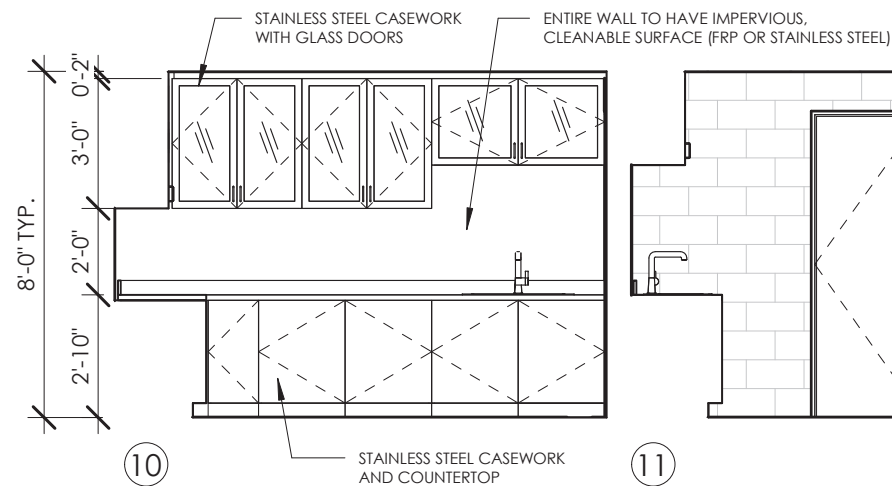 STAINLESS STEEL CASEWORK
WITH GLASS DOORS
ENTIRE WALL TO HAVE IMPERVIOUS,
CLEANABLE SURFACE (FRP OR STAINLESS STEEL)
0'-2"
3'-0"
8'-0" TYP.
2'-0"
2'-10"
10
STAINLESS STEEL CASEWORK
AND COUNTERTOP
11